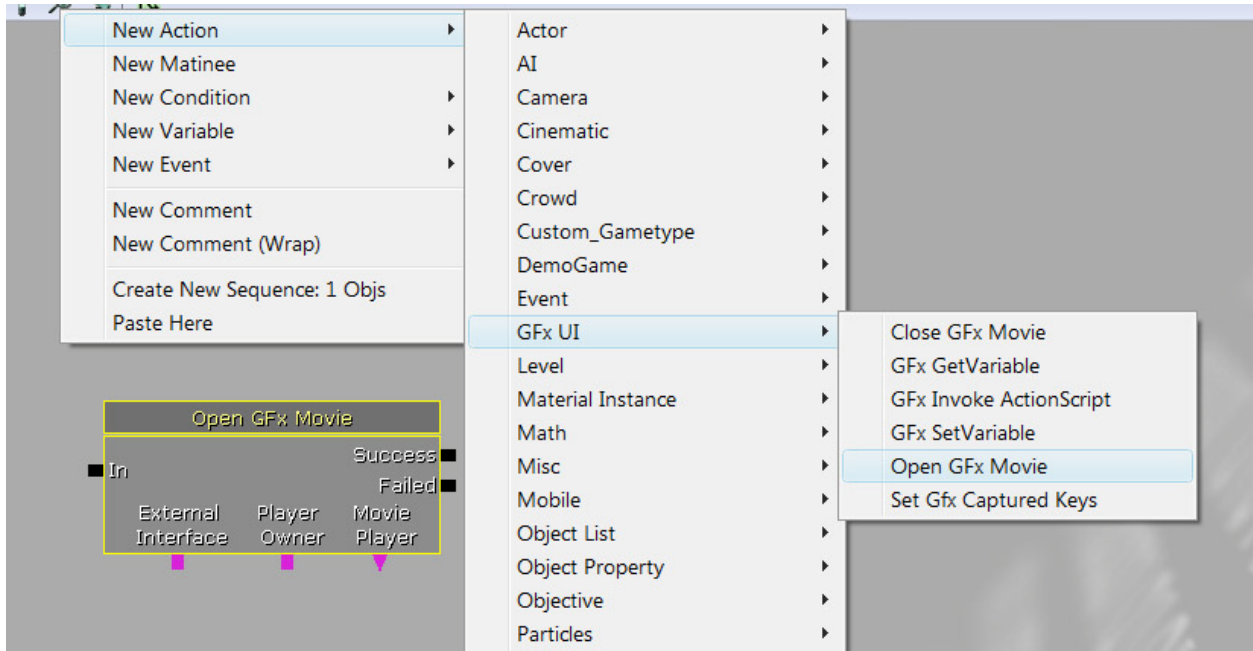 New Action
New Matinee
New Condition
New Variable
New Event
New Comment
New Comment (Wrap)
Create New Sequence: 1 Objs
Paste Here
Actor
AI
Camera
Cinematic
Cover
Crowd
Custom_Gametype
DemoGame
Event
GFx UI
Level
Material Instance
Math
Misc
Mobile
Object List
Object Property
Objective
Particles
Close GFx Movie
GFx GetVariable
GFx Invoke ActionScript
GFx SetVariable
Open GFx Movie
Set Gfx Captured Keys
Open GFx Movie
Success
In
Failed
External Player Movie
Interface Owner Player